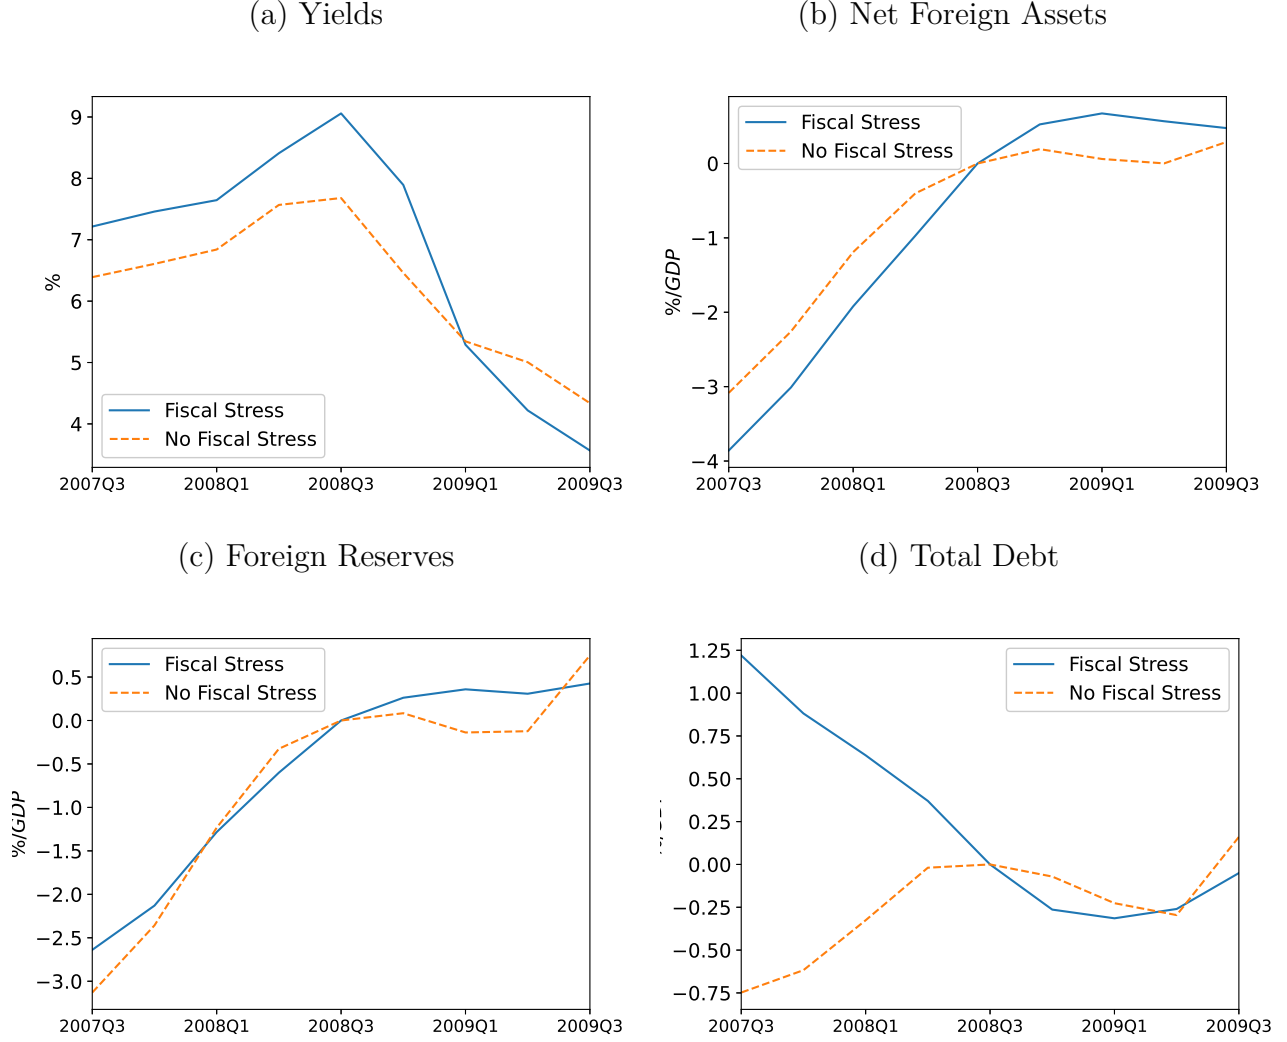 (a) Yields
9
8
7
6
5
4
%
Fiscal Stress
No Fiscal Stress
2007Q3 2008Q1 2008Q3 2009Q1 2009Q3
(b) Net Foreign Assets
0
−1
−2
−3
−4
%/GDP
Fiscal Stress
No Fiscal Stress
2007Q3 2008Q1 2008Q3 2009Q1 2009Q3
(c) Foreign Reserves
0.5
0.0
−0.5
−1.0
−1.5
−2.0
−2.5
−3.0
%/GDP
Fiscal Stress
No Fiscal Stress
2007Q3 2008Q1 2008Q3 2009Q1 2009Q3
(d) Total Debt
1.25
1.00
0.75
0.50
0.25
0.00
−0.25
−0.50
−0.75
Fiscal Stress
No Fiscal Stress
2007Q3 2008Q1 2008Q3 2009Q1 2009Q3